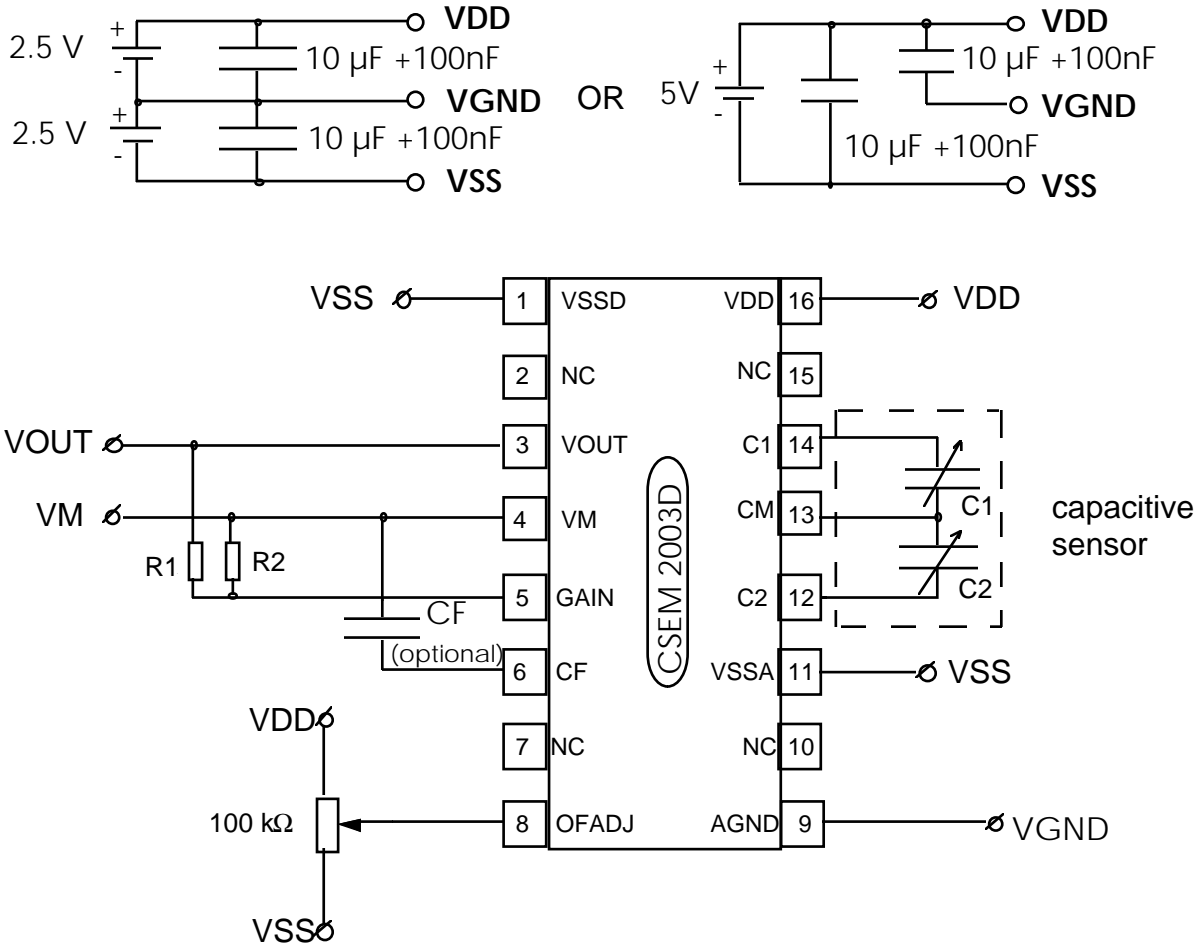 VDD
2.5 V + -
10 µF +100nF
VGND
2.5 V + -
10 µF +100nF
VSS
OR
VDD
5V + -
10 µF +100nF
VGND
10 µF +100nF
VSS
VSS 1 VSSD VDD 16 VDD
2 NC NC 15
VOUT 3 VOUT C1 14
VM 4 VM CM 13 C1
capacitive
sensor
R1 R2
5 GAIN C2 12 C2
CF
(optional)
6 CF VSSA 11 VSS
CSEM 2003D
VDD
7 NC NC 10
100 kΩ 8 OFADJ AGND 9 VGND
VSS